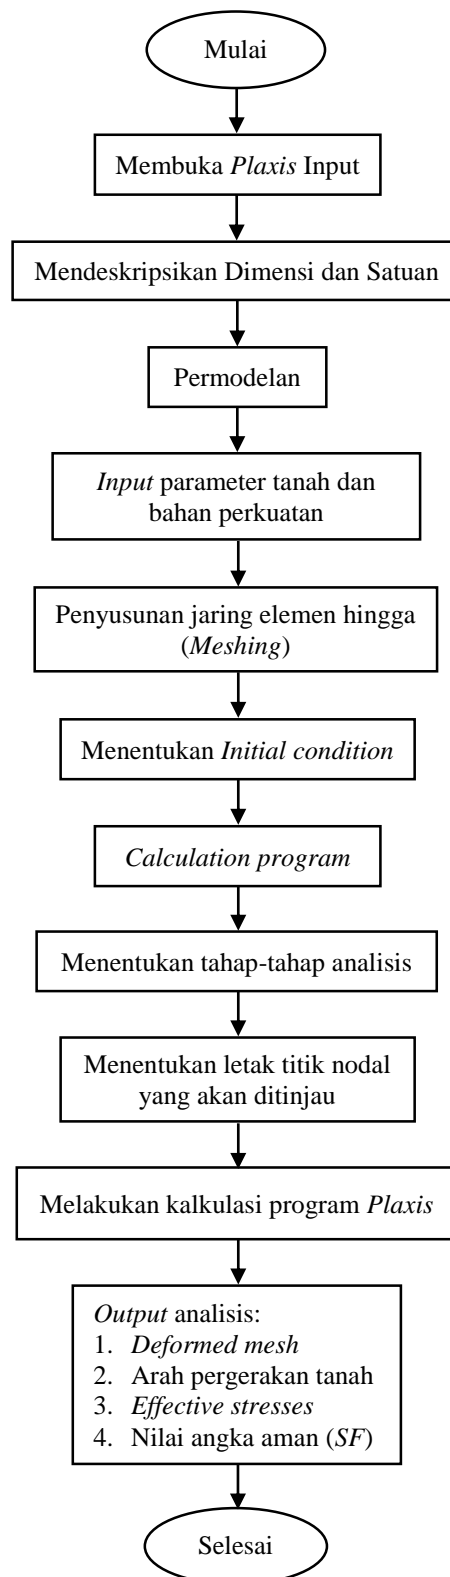 Mulai
Membuka Plaxis Input
Mendeskripsikan Dimensi dan Satuan
Permodelan
Input parameter tanah dan
bahan perkuatan
Penyusunan jaring elemen hingga
(Meshing)
Menentukan Initial condition
Calculation program
Menentukan tahap-tahap analisis
Menentukan letak titik nodal
yang akan ditinjau
Melakukan kalkulasi program Plaxis
Output analisis:
1. Deformed mesh
2. Arah pergerakan tanah
3. Effective stresses
4. Nilai angka aman (SF)
Selesai